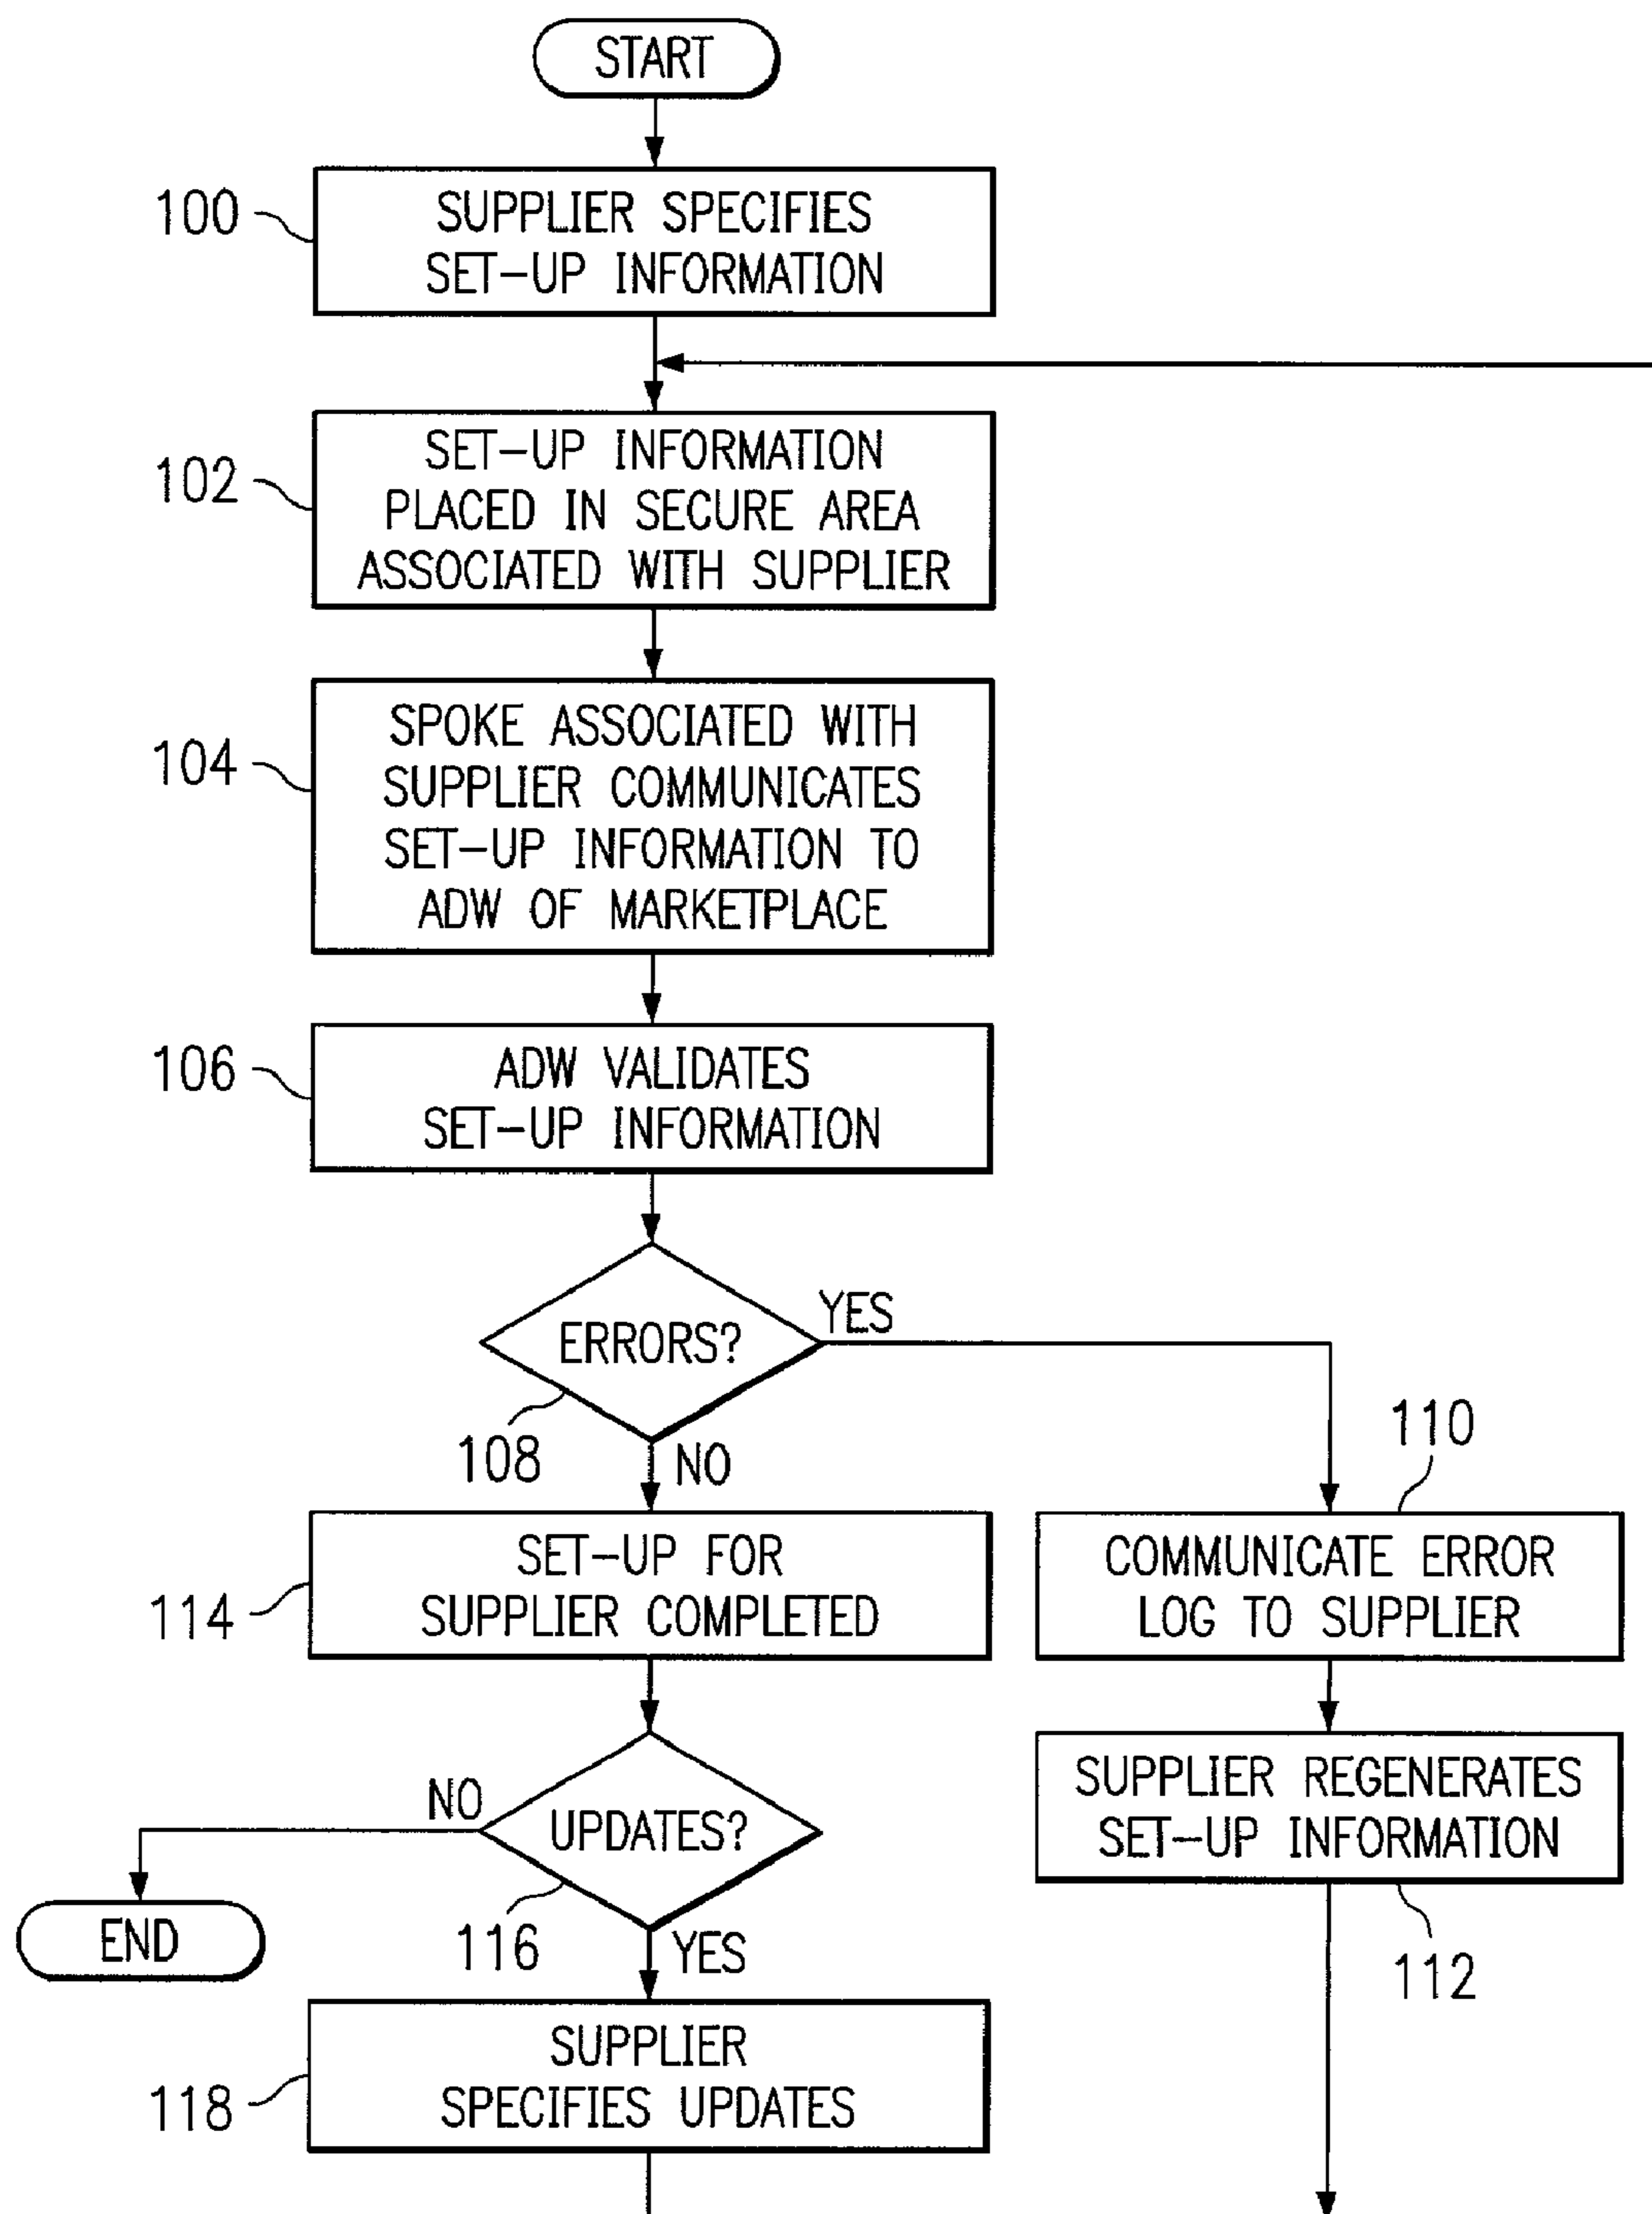 START
100
SUPPLIER SPECIFIES
SET-UP INFORMATION
102
SET-UP INFORMATION
PLACED IN SECURE AREA
ASSOCIATED WITH SUPPLIER
104
SPOKE ASSOCIATED WITH
SUPPLIER COMMUNICATES
SET-UP INFORMATION TO
ADW OF MARKETPLACE
106
ADW VALIDATES
SET-UP INFORMATION
ERRORS?
YES
108
NO
110
114
SET-UP FOR
SUPPLIER COMPLETED
COMMUNICATE ERROR
LOG TO SUPPLIER
NO
UPDATES?
SUPPLIER REGENERATES
SET-UP INFORMATION
END
116
YES
112
118
SUPPLIER
SPECIFIES UPDATES